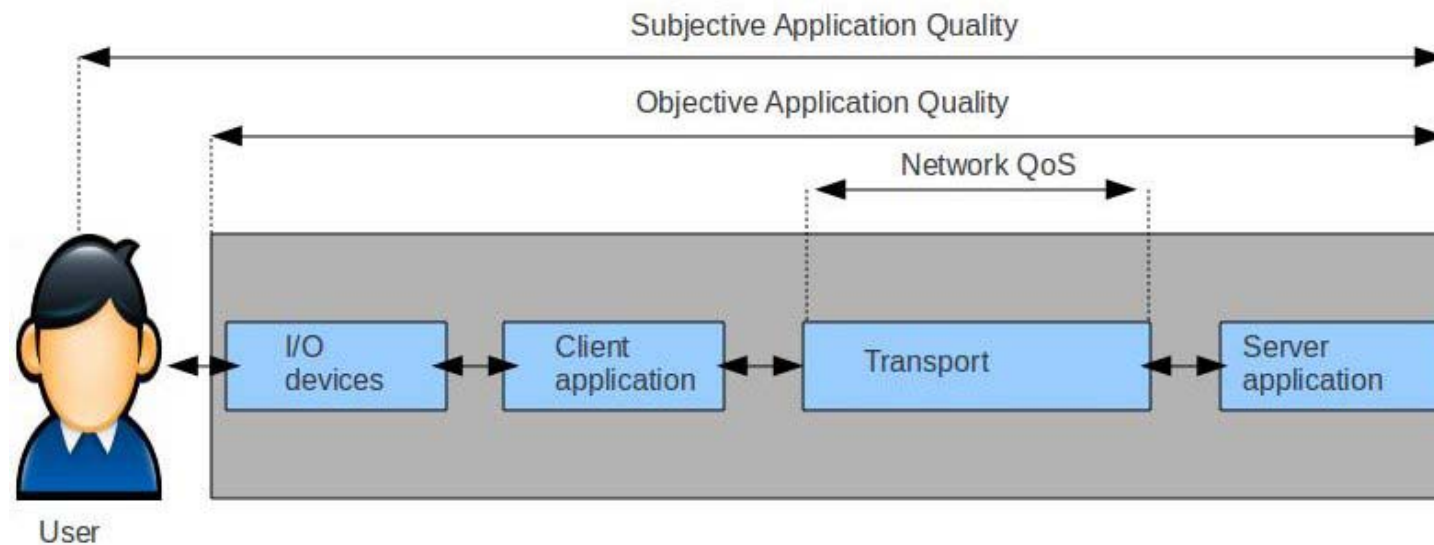 Subjective Application Quality
Objective Application Quality
Network QoS
I/O
devices
Client
application
Transport
Server
application
User